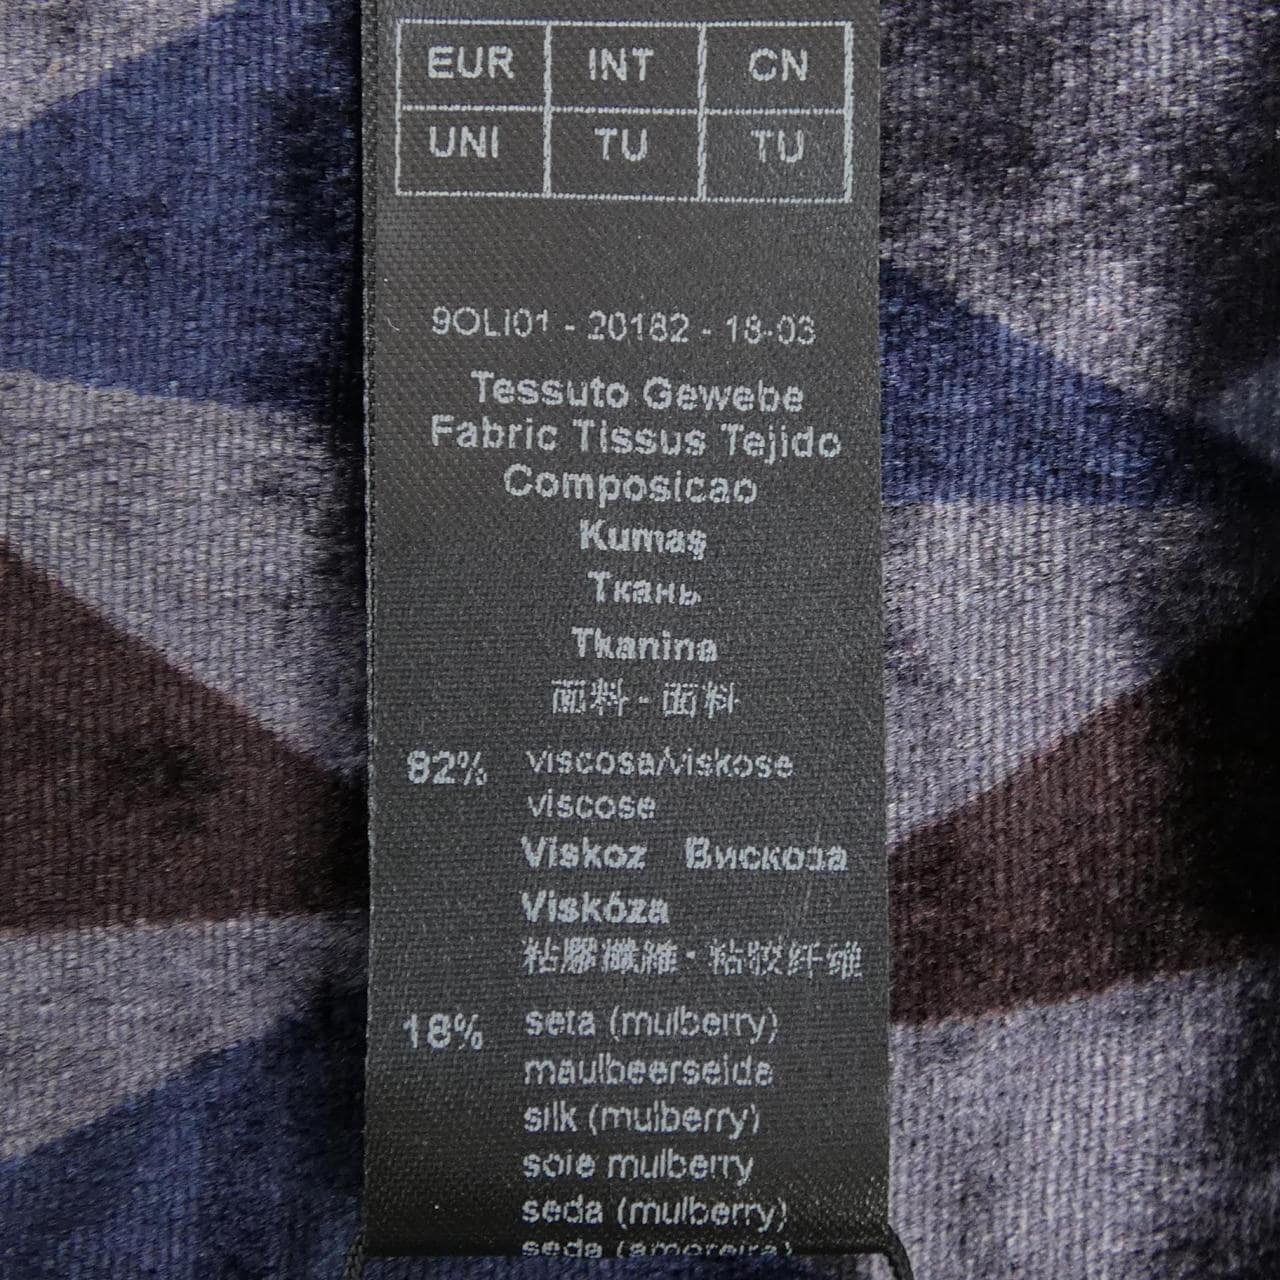 EUR INT CN
UNI TU TU
9OLI01 - 20182 - 18-03
Tessuto Gewebe
Fabric Tissus Tejido
Composicao
Kumaş
Ткань
Tkanina
面料 - 面料
82% viscosa/viskose
viscose
Viskoz Вискоза
Viskóza
粘膠纖維 · 粘胶纤维
18% seta (mulberry)
maulbeerseide
silk (mulberry)
soie mulberry
seda (mulberry)
seda (amoreira)